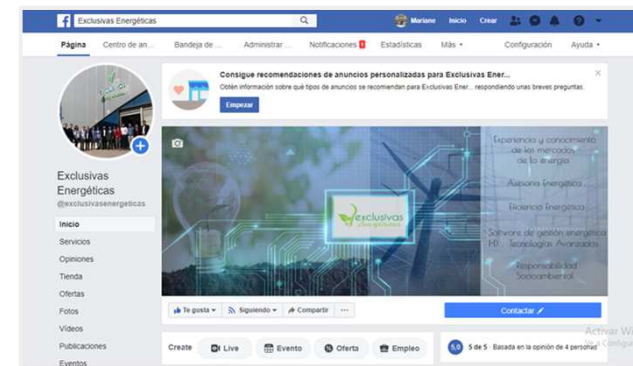 Exclusivas Energéticas
Mariane Inicio Crear
Página Centro de an... Bandeja de ... Administrar ... Notificaciones Estadísticas Más Configuración Ayuda
Consigue recomendaciones de anuncios personalizadas para Exclusivas Ener...
Obtén información sobre qué tipos de anuncios se recomiendan para Exclusivas Ener... respondiendo unas breves preguntas.
Empezar
Exclusivas
Energéticas
@exclusivasenergeticas
Inicio
Servicios
Opiniones
Tienda
Ofertas
Fotos
Vídeos
Publicaciones
Eventos
Experiencia y conocimiento
de los mercados
de la energía
Asesoría Energética
Eficiencia Energética
Software de gestión energética
Tecnologías Avanzadas
Responsabilidad
Socioambiental
exclusivas
energéticas
Te gusta Siguiendo Compartir ...
Contactar
Create Live Evento Oferta Empleo
5,0 5 de 5 · Basada en la opinión de 4 personas
Activar Wi